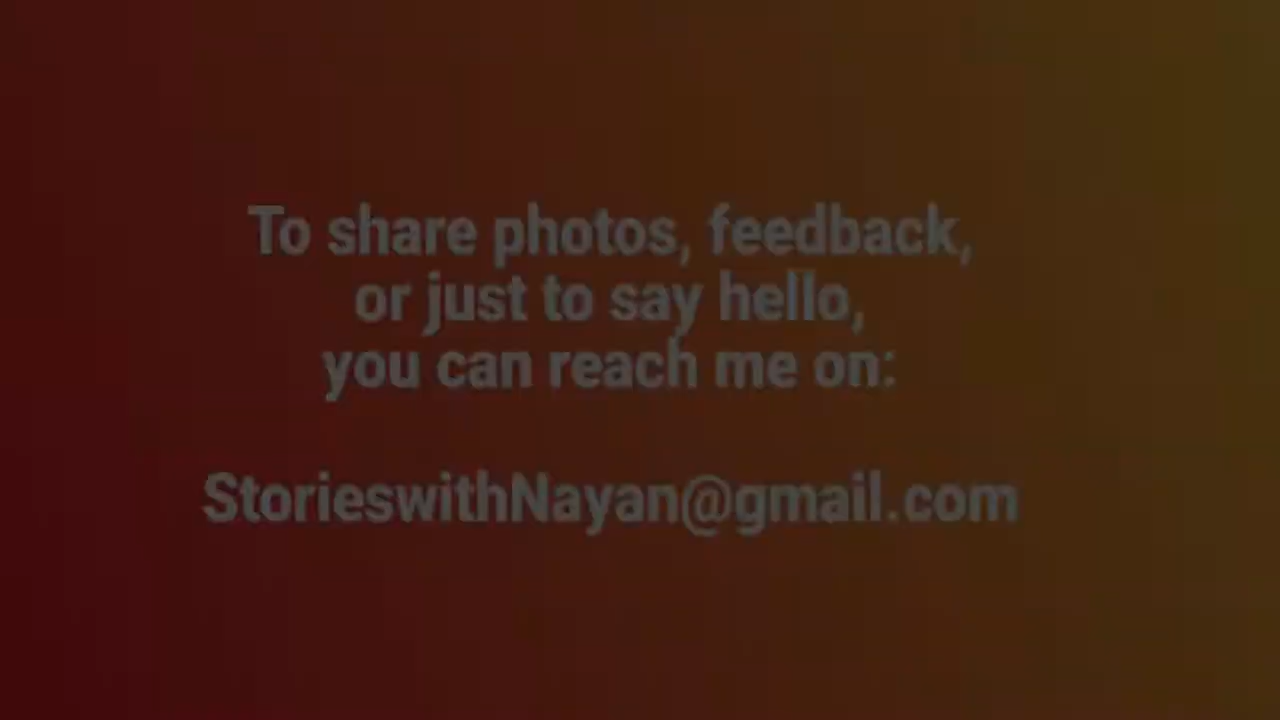 To share photos, feedback,
or just to say hello,
you can reach me on:
StorieswithNayan@gmail.com